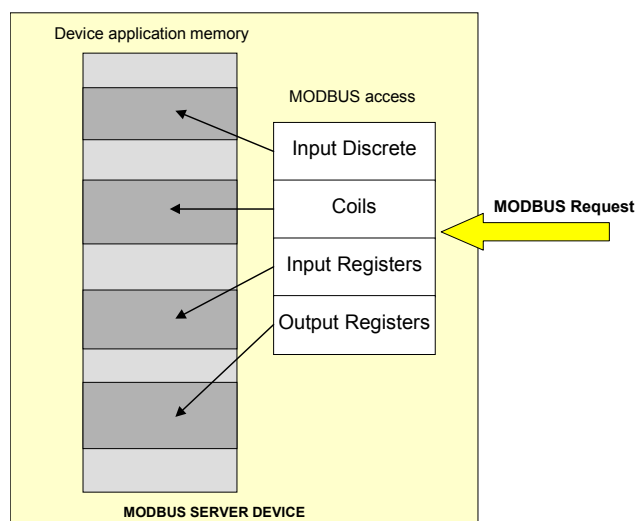 Device application memory
MODBUS access
Input Discrete
Coils
MODBUS Request
Input Registers
Output Registers
MODBUS SERVER DEVICE